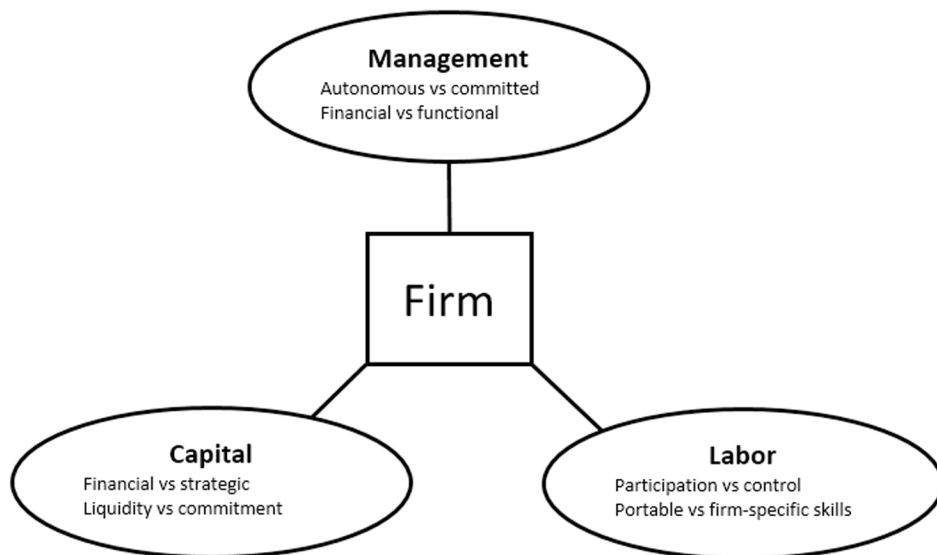 Management
Autonomous vs committed
Financial vs functional
Firm
Capital
Financial vs strategic
Liquidity vs commitment
Labor
Participation vs control
Portable vs firm-specific skills